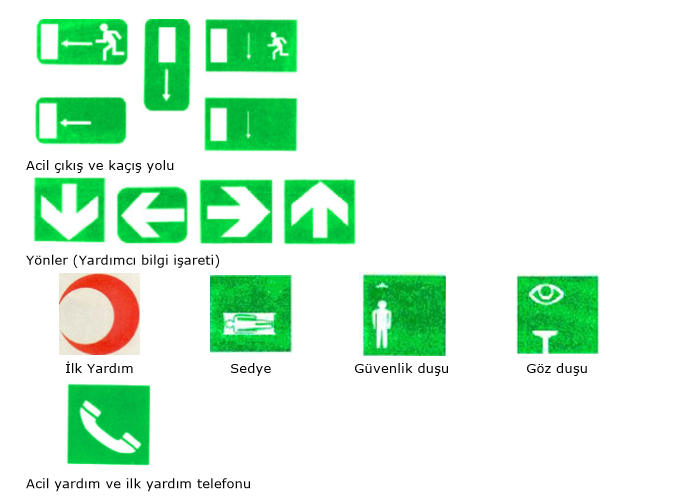 Acil çıkış ve kaçış yolu
Yönler (Yardımcı bilgi işareti)
İlk Yardım
Sedye
Güvenlik duşu
Göz duşu
Acil yardım ve ilk yardım telefonu